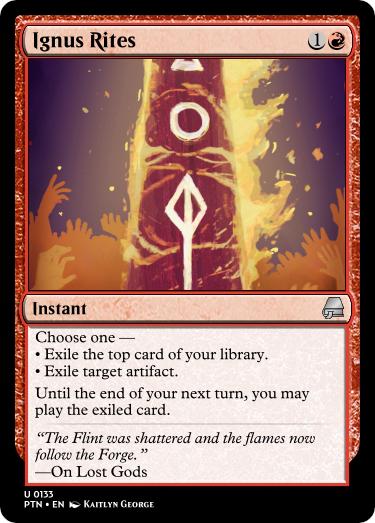 Ignus Rites 1
Instant
Choose one —
• Exile the top card of your library.
• Exile target artifact.
Until the end of your next turn, you may
play the exiled card.
“The Flint was shattered and the flames now
follow the Forge.”
—On Lost Gods
U 0133
PTN • EN Kaitlyn George